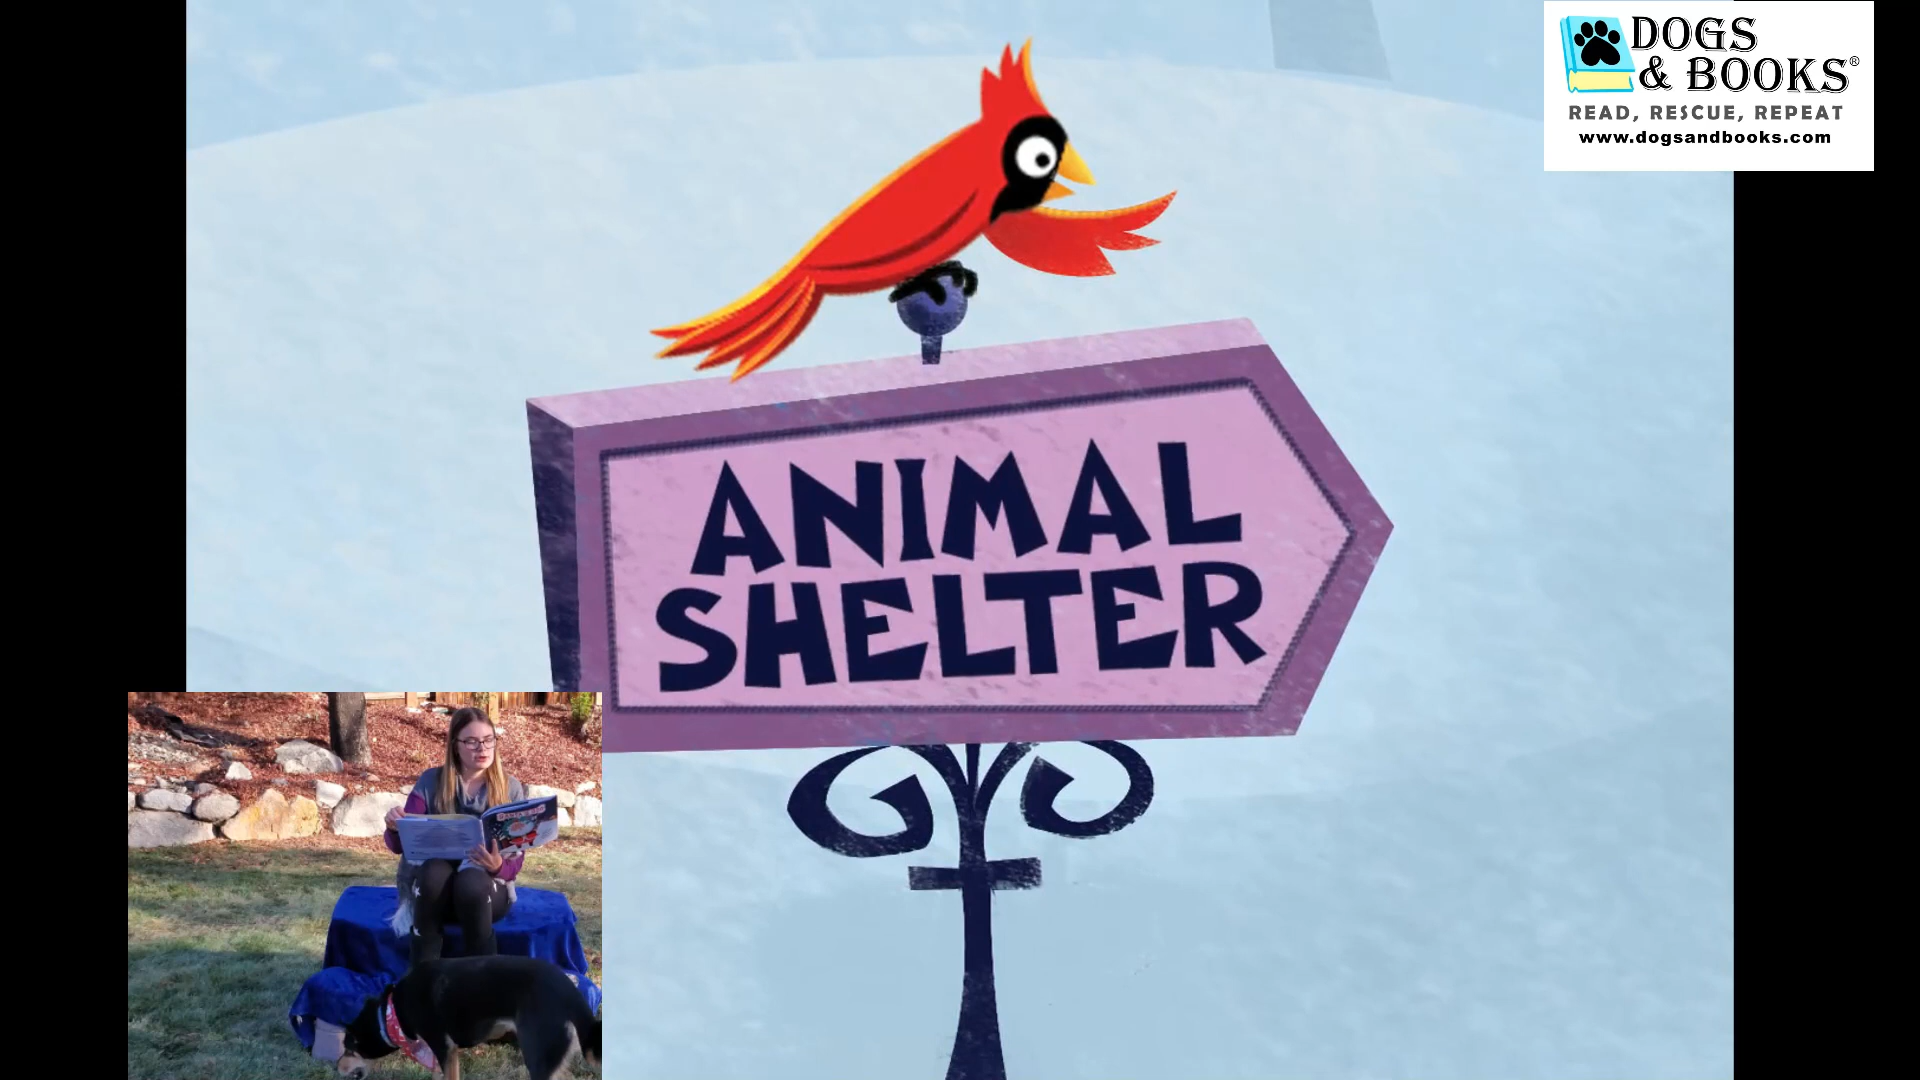 DOGS
& BOOKS®
READ, RESCUE, REPEAT
www.dogsandbooks.com
ANIMAL
SHELTER